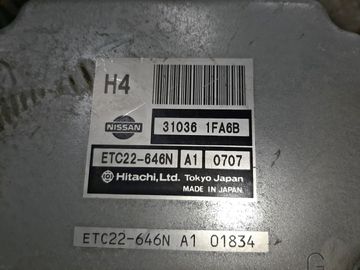 H4
NISSAN
31036 1FA6B
ETC22-646N A1 0707
Hitachi,Ltd. Tokyo Japan
MADE IN JAPAN
ETC22-646N A1 01834